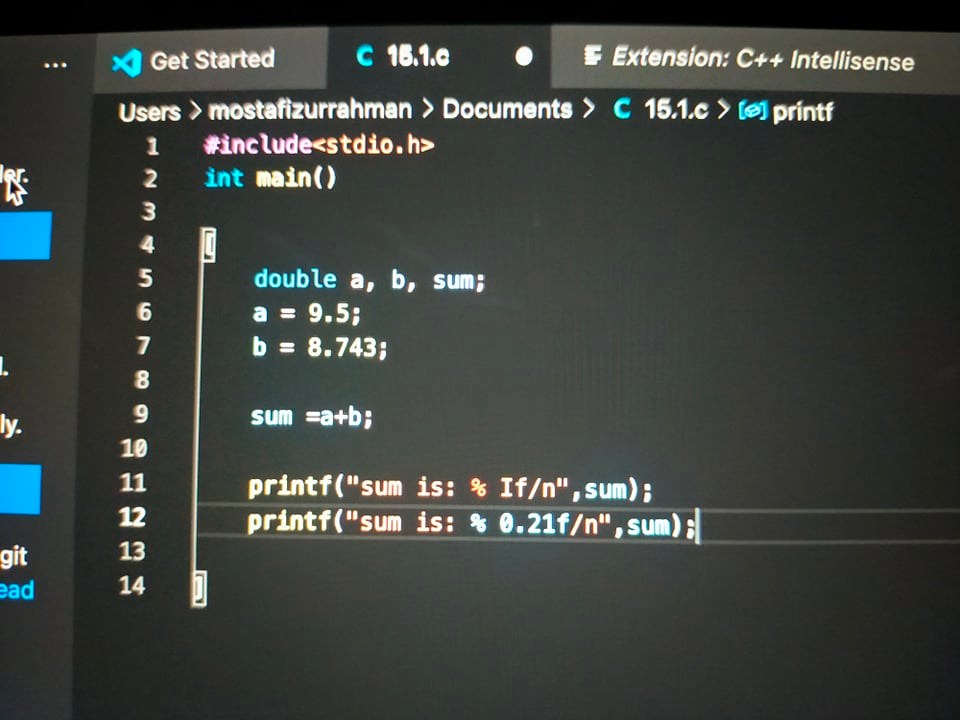 ... Get Started C 15.1.c ● Extension: C++ Intellisense
Users > mostafizurrahman > Documents > C 15.1.c > printf
1 #include<stdio.h>
2 int main()
3
4 {
5 double a, b, sum;
6 a = 9.5;
7 b = 8.743;
8
9 sum =a+b;
10
11 printf("sum is: % If/n",sum);
12 printf("sum is: % 0.21f/n",sum);
13
14 }
ly.
git